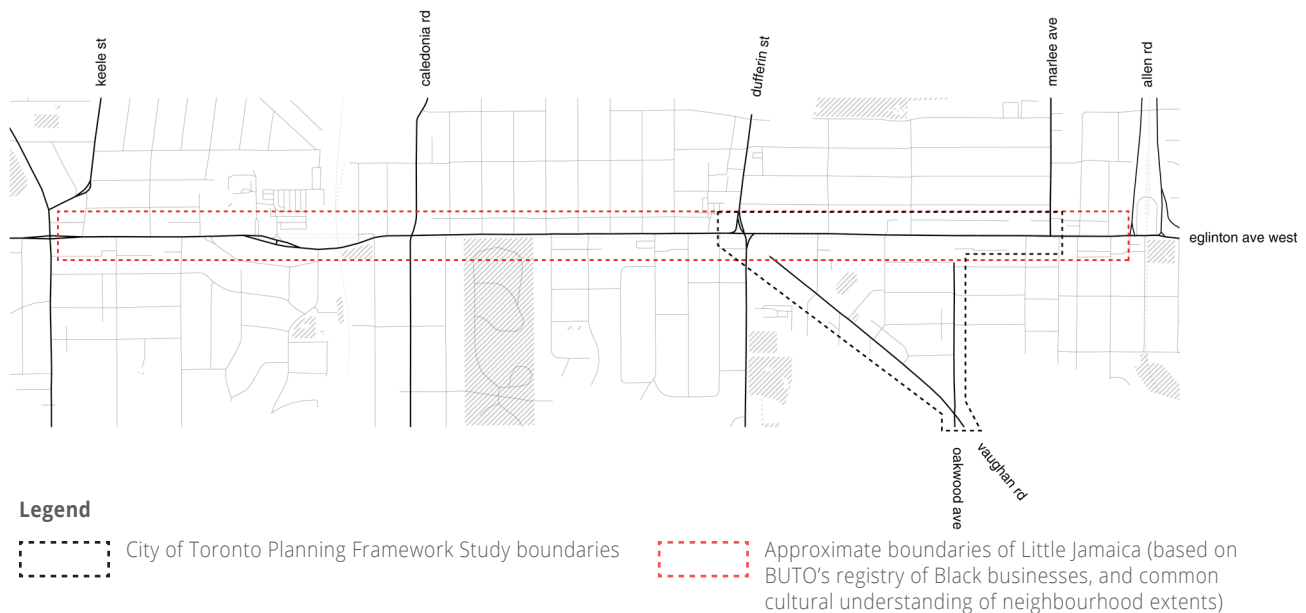 keele st
caledonia rd
dufferin st
marlee ave
allen rd
eglinton ave west
oakwood ave
vaughan rd
Legend
City of Toronto Planning Framework Study boundaries
Approximate boundaries of Little Jamaica (based on
BUTO's registry of Black businesses, and common
cultural understanding of neighbourhood extents)